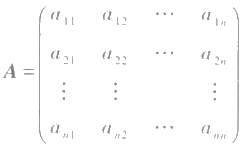 a₁₁ a₁₂ ⋯ a₁ₙ
a₂₁ a₂₂ ⋯ a₂ₙ
A =
⋮ ⋮ ⋮
aₙ₁ aₙ₂ ⋯ aₙₙ